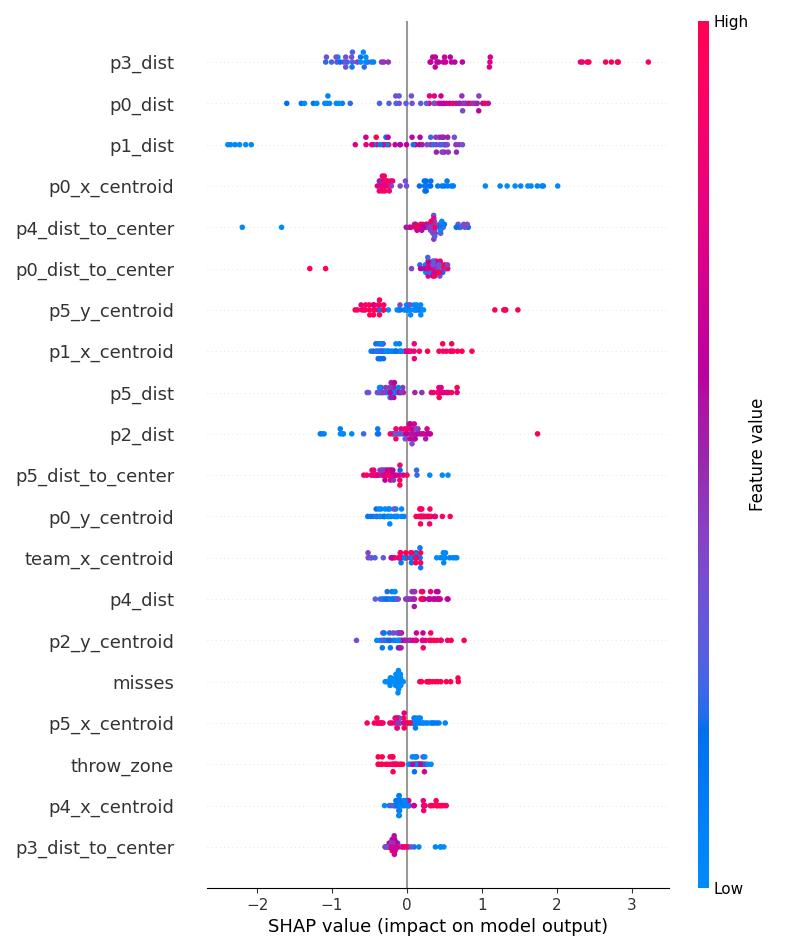 High
p3_dist
p0_dist
p1_dist
p0_x_centroid
p4_dist_to_center
p0_dist_to_center
p5_y_centroid
p1_x_centroid
p5_dist
p2_dist
p5_dist_to_center
p0_y_centroid
team_x_centroid
p4_dist
p2_y_centroid
misses
p5_x_centroid
throw_zone
p4_x_centroid
p3_dist_to_center
Feature value
Low
−2 −1 0 1 2 3
SHAP value (impact on model output)